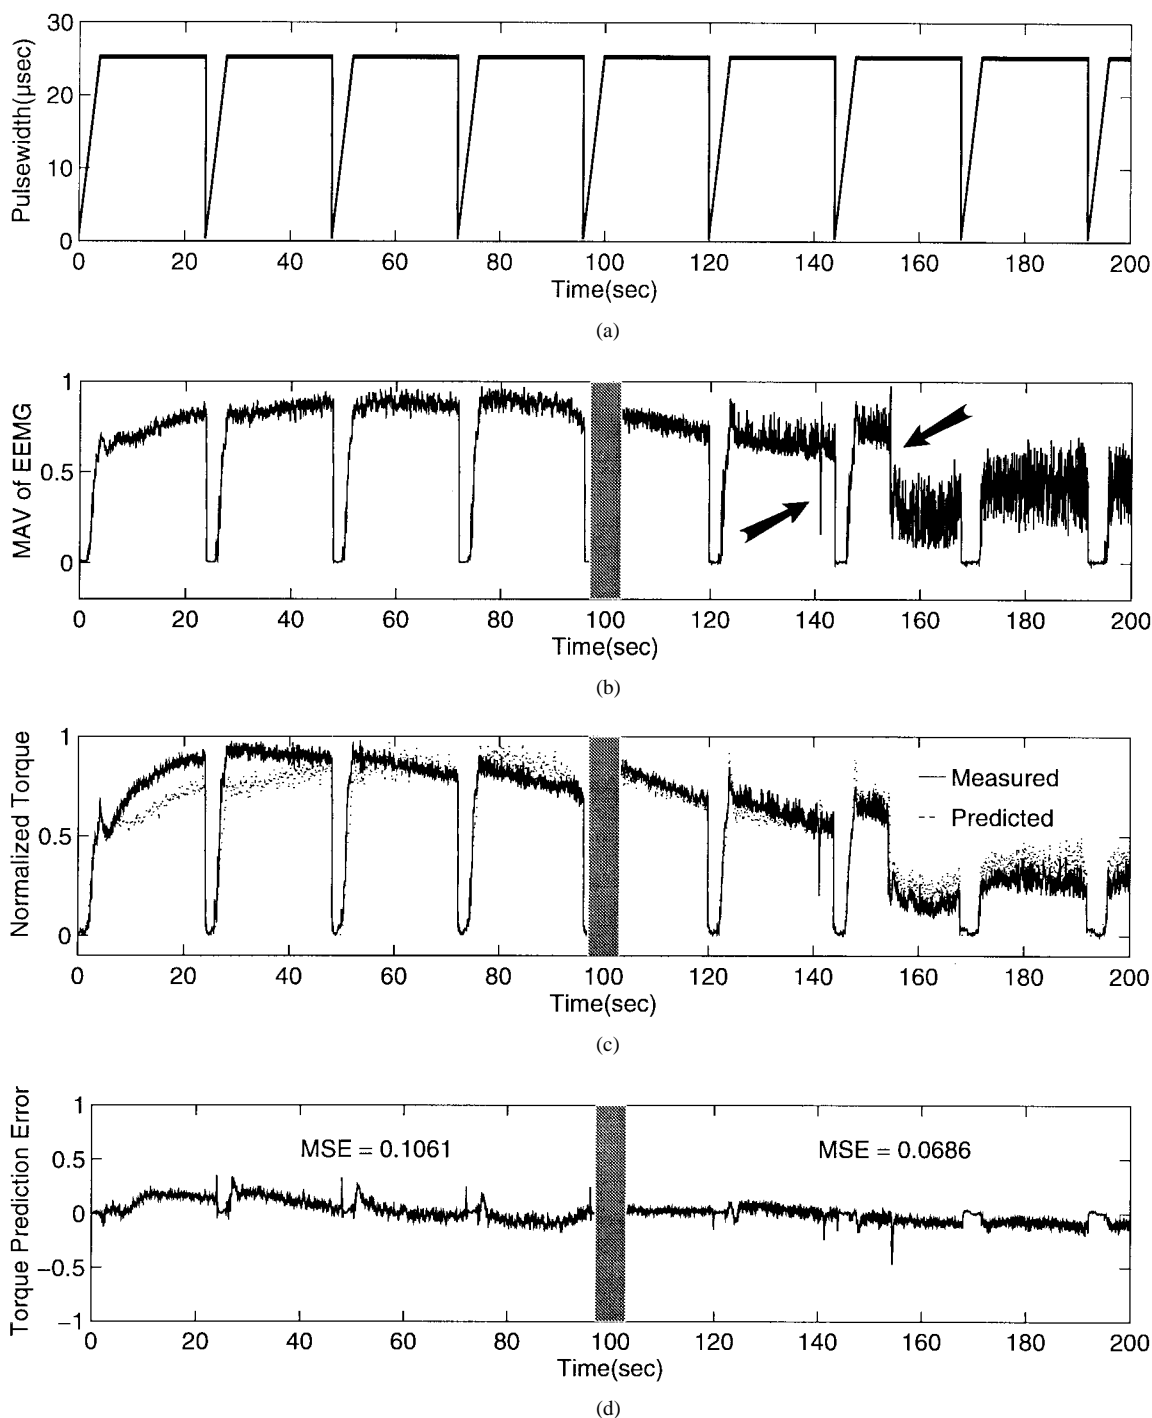 30
20
10
0
Pulsewidth(μsec)
0 20 40 60 80 100 120 140 160 180 200
Time(sec)
(a)
1
0.5
0
MAV of EEMG
0 20 40 60 80 100 120 140 160 180 200
Time(sec)
(b)
1
0.5
0
Normalized Torque
Measured
Predicted
0 20 40 60 80 100 120 140 160 180 200
Time(sec)
(c)
1
0.5
0
−0.5
−1
Torque Prediction Error
MSE = 0.1061
MSE = 0.0686
0 20 40 60 80 100 120 140 160 180 200
Time(sec)
(d)